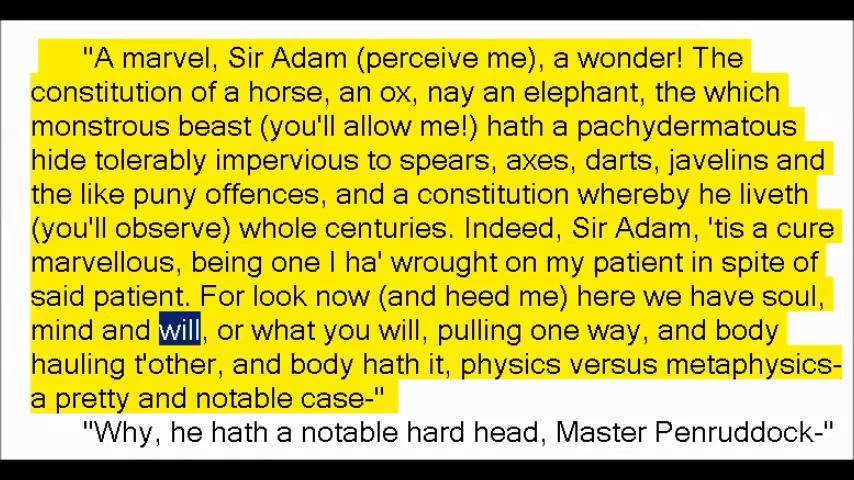 "A marvel, Sir Adam (perceive me), a wonder! The
constitution of a horse, an ox, nay an elephant, the which
monstrous beast (you'll allow me!) hath a pachydermatous
hide tolerably impervious to spears, axes, darts, javelins and
the like puny offences, and a constitution whereby he liveth
(you'll observe) whole centuries. Indeed, Sir Adam, 'tis a cure
marvellous, being one I ha' wrought on my patient in spite of
said patient. For look now (and heed me) here we have soul,
mind and will, or what you will, pulling one way, and body
hauling t'other, and body hath it, physics versus metaphysics-
a pretty and notable case-"
"Why, he hath a notable hard head, Master Penruddock-"